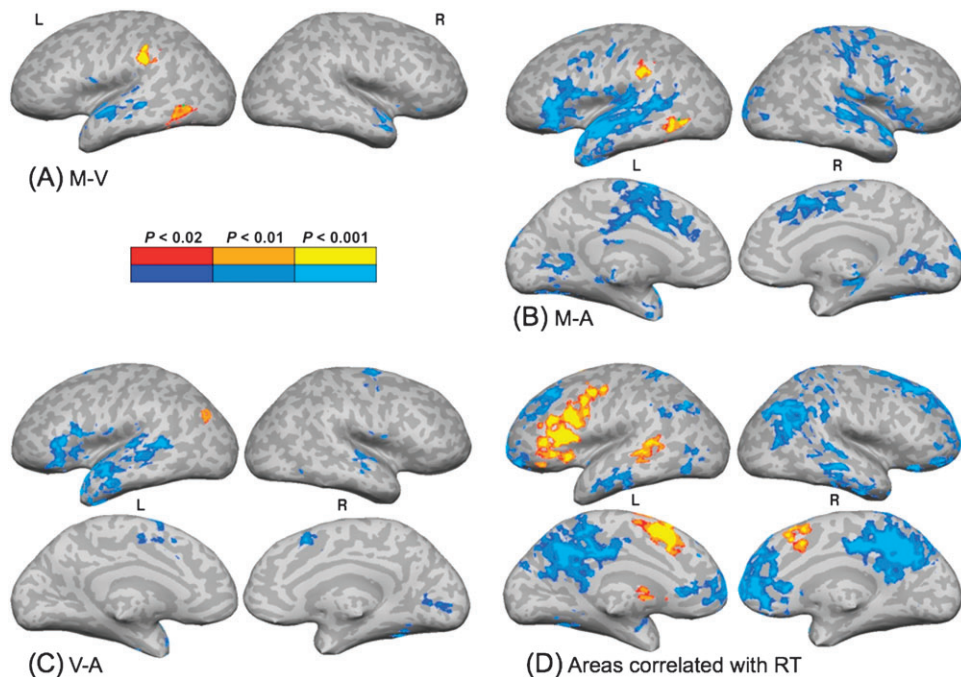 L R
R
(A) M-V
L R
P < 0.02 P < 0.01 P < 0.001
(B) M-A
L R
L R
(C) V-A
(D) Areas correlated with RT